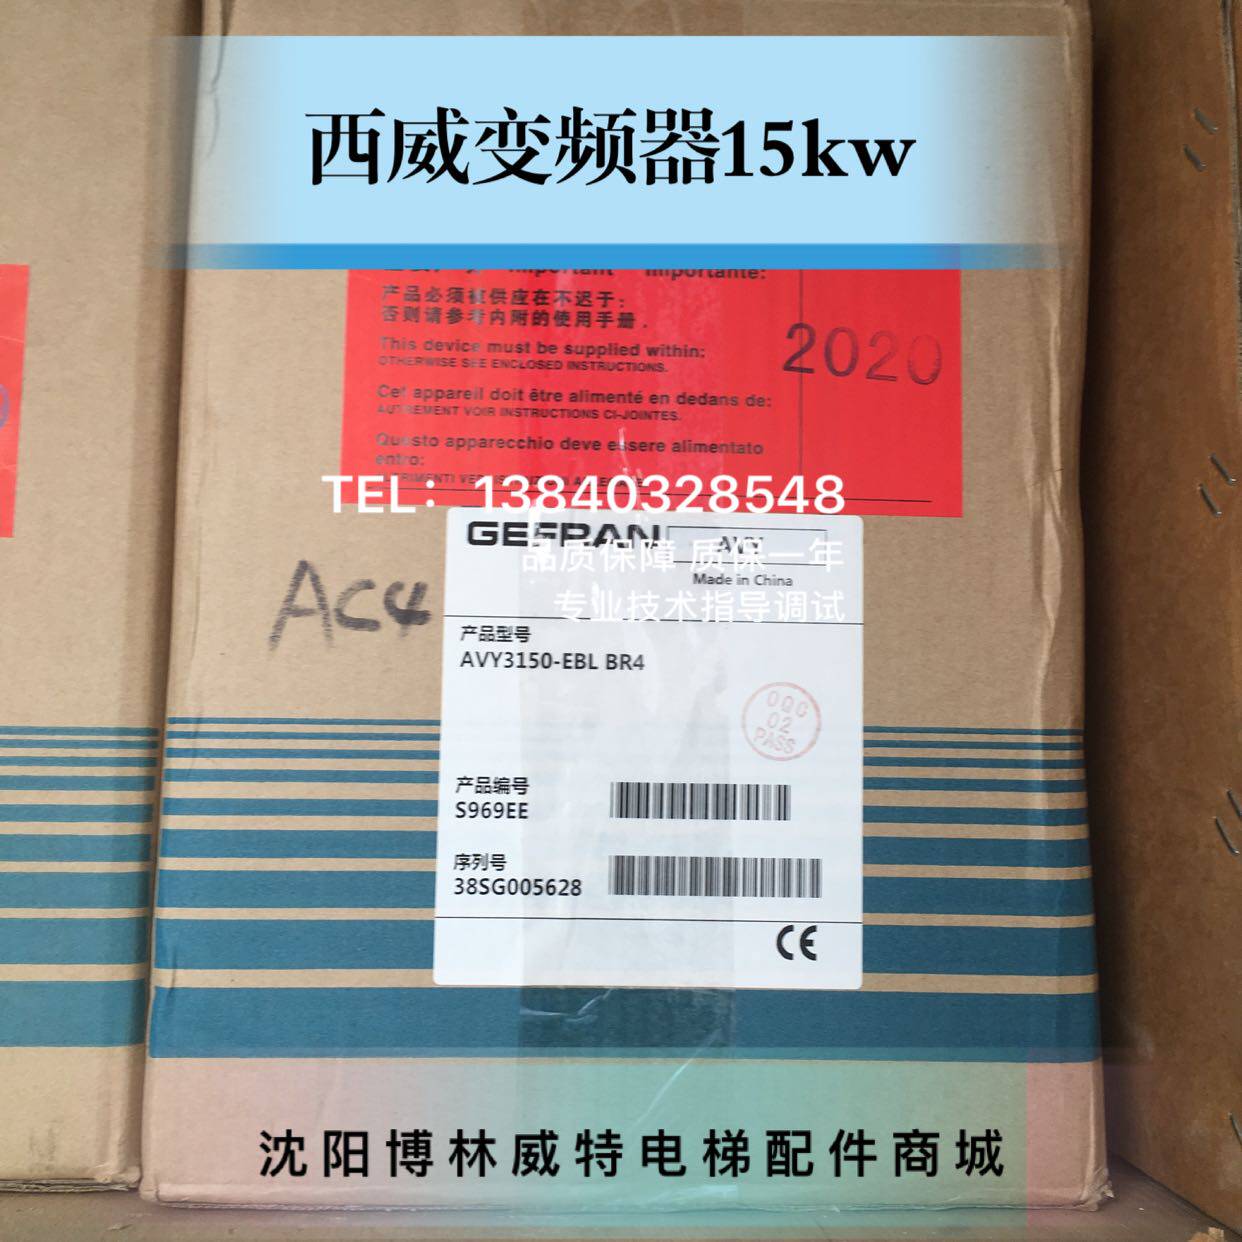 西威变频器15kw
important importante:
产品必须被供应在不迟于:
否则请参考内附的使用手册.
This device must be supplied within:
OTHERWISE SEE ENCLOSED INSTRUCTIONS.
2020
Cet appareil doit être alimenté en dedans de:
AUTREMENT VOIR INSTRUCTIONS CI-JOINTES.
Questo apparecchio deve essere alimentato
entro:
TEL：13840328548
GEFRAN
品质保障 质保一年
Made in China
专业技术指导调试
AC4
产品型号
AVY3150-EBL BR4
OQC
02
PASS
产品编号
S969EE
序列号
38SG005628
CE
沈阳博林威特电梯配件商城